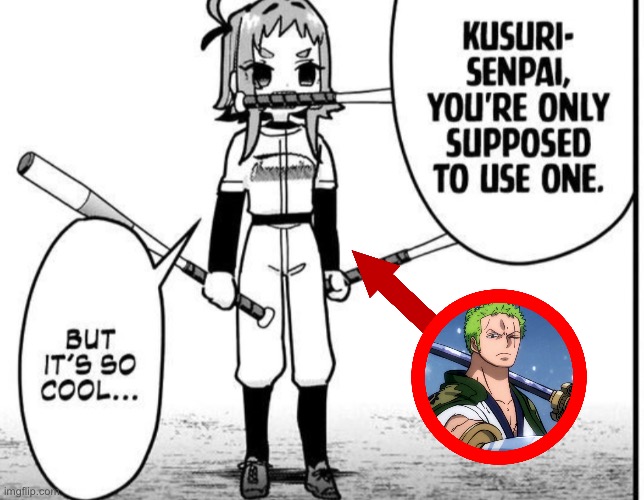 KUSURI-
SENPAI,
YOU'RE ONLY
SUPPOSED
TO USE ONE.
BUT
IT'S SO
COOL...
imgflip.com